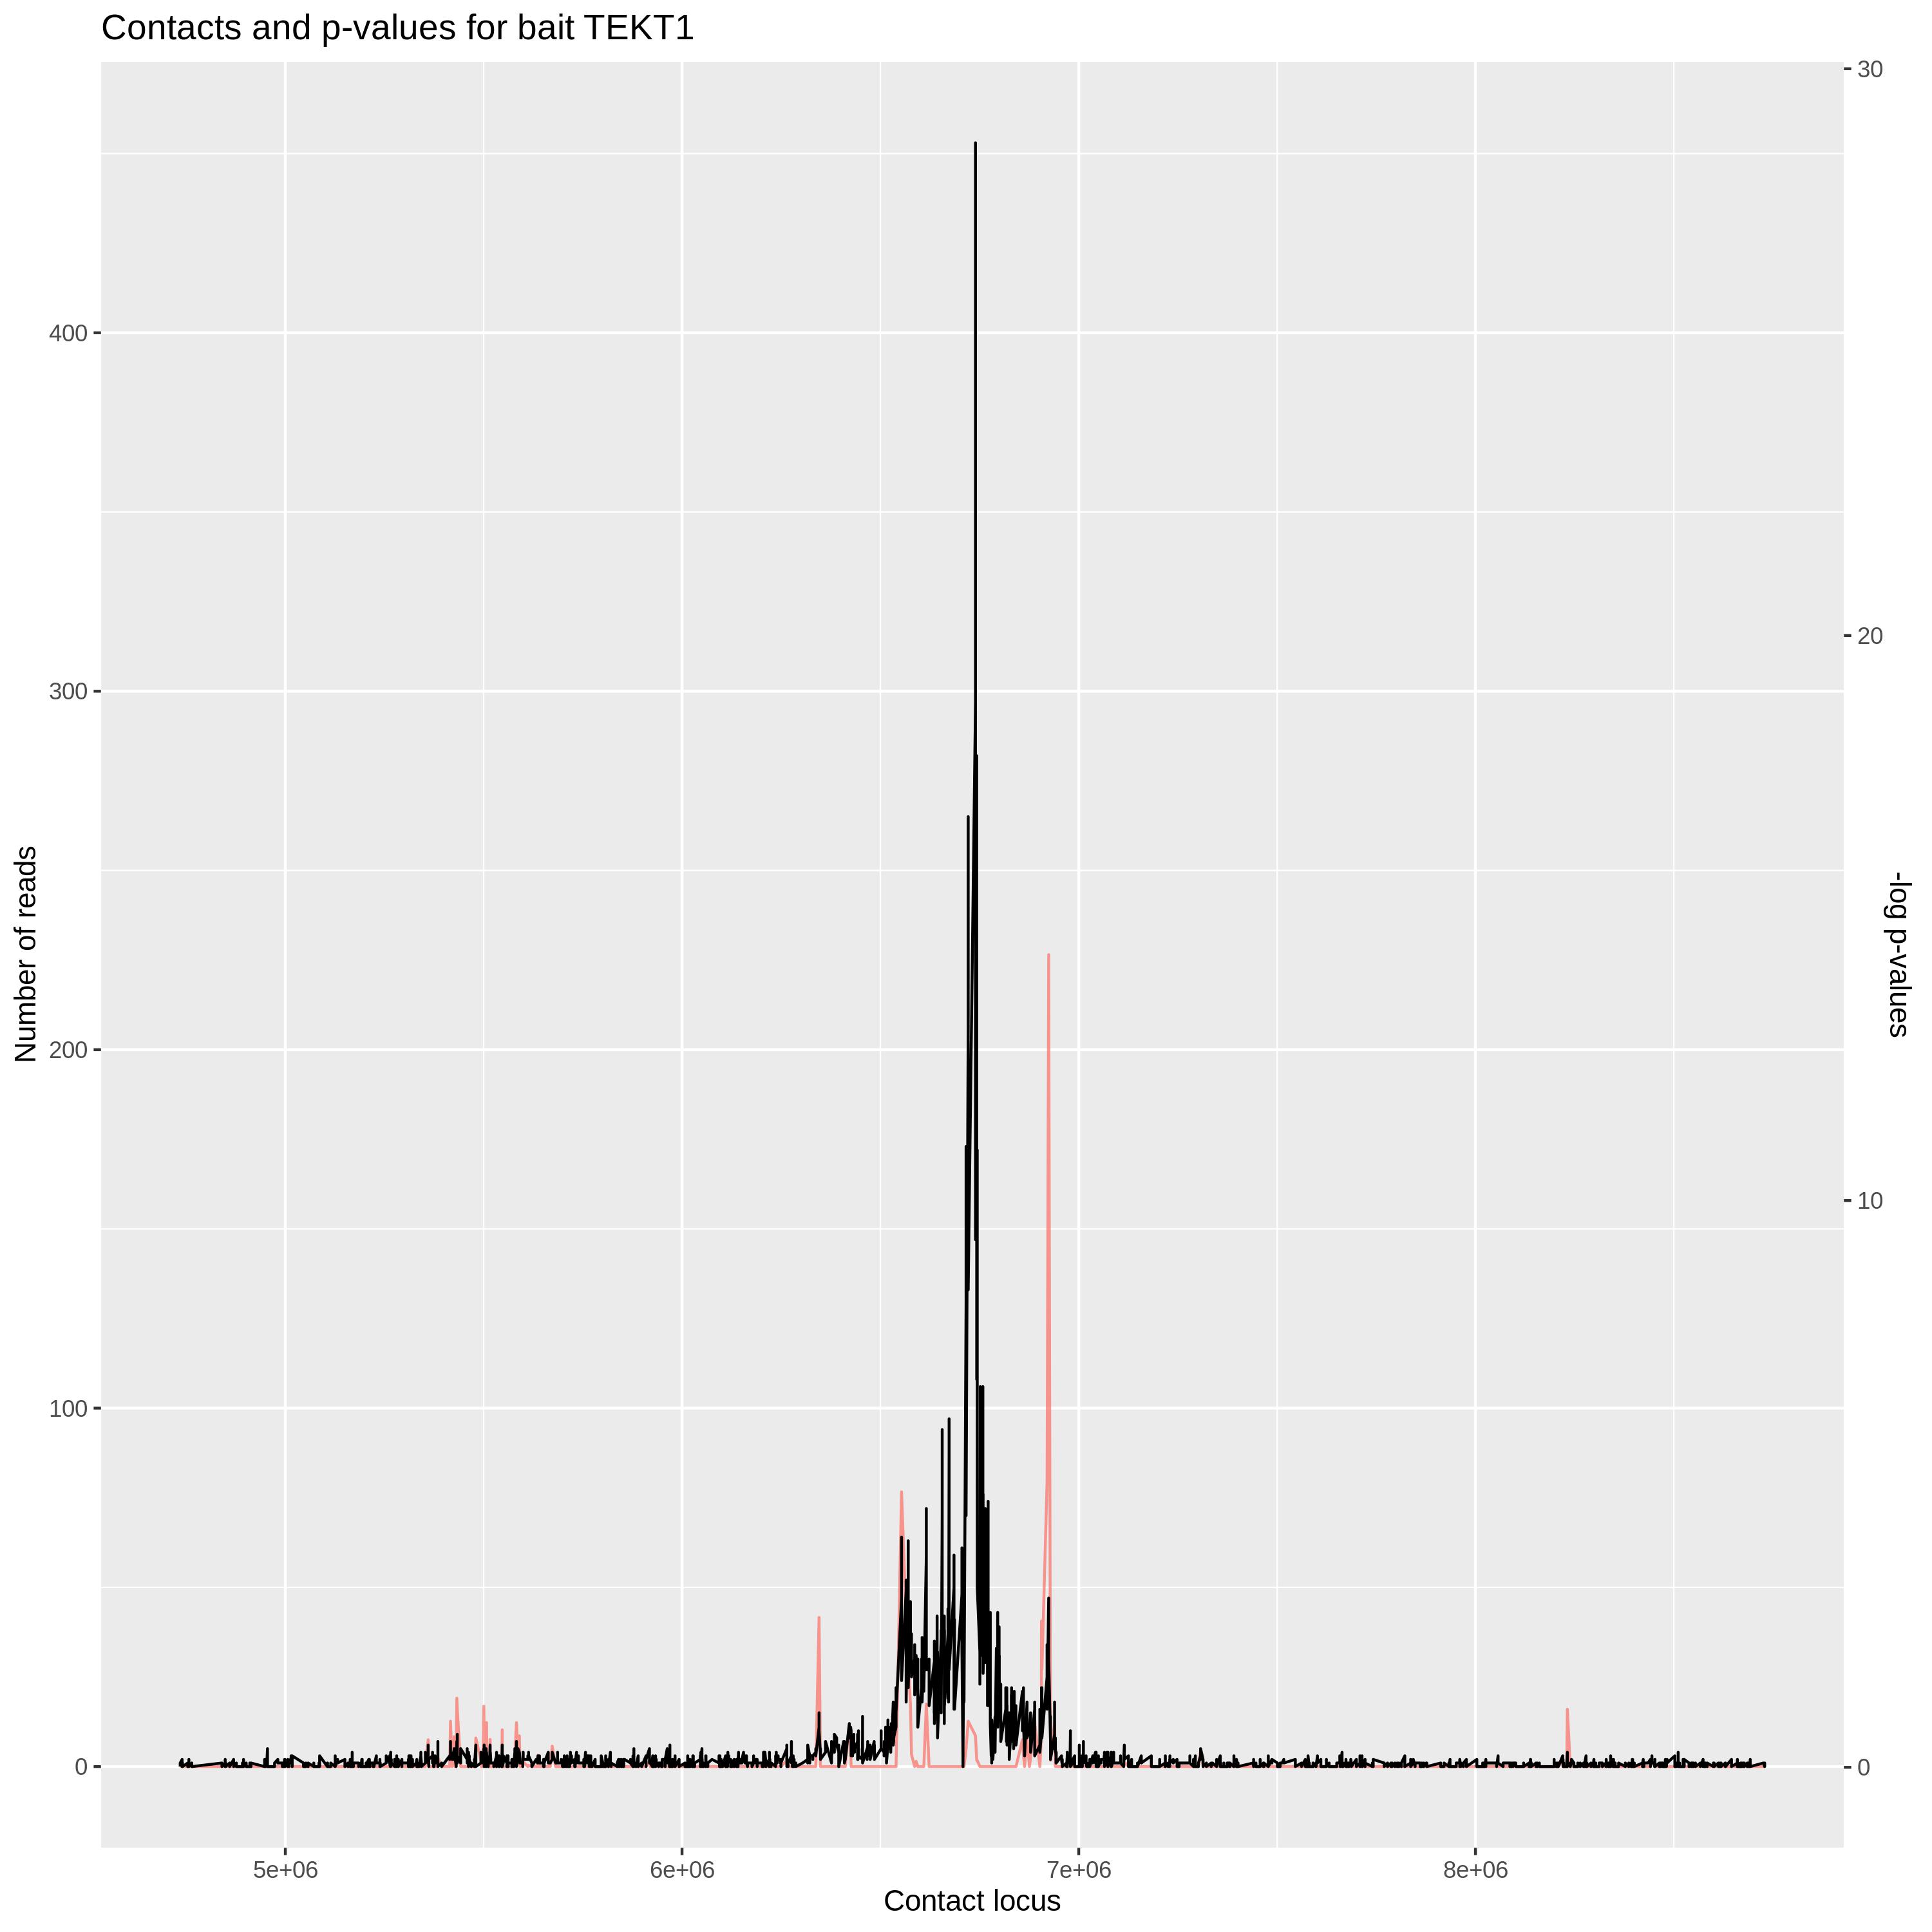 Contacts and p-values for bait TEKT1
30
400
20
300
Number of reads
-log p-values
200
10
100
0
0
5e+06
6e+06
7e+06
8e+06
Contact locus